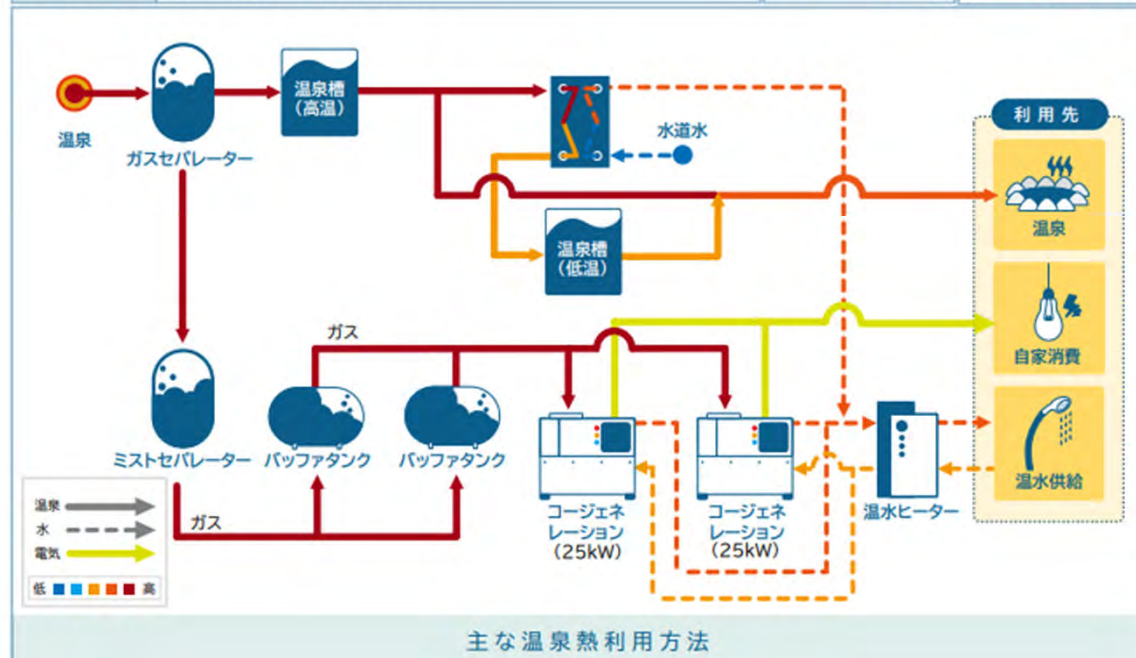 温泉
ガスセパレーター
温泉槽
（高温）
水道水
利用先
温泉
温泉槽
（低温）
自家消費
ガス
ミストセパレーター
バッファタンク
バッファタンク
コージェネ
レーション
（25kW）
コージェネ
レーション
（25kW）
温水ヒーター
温水供給
ガス
温泉
水
電気
低
高
主な温泉熱利用方法